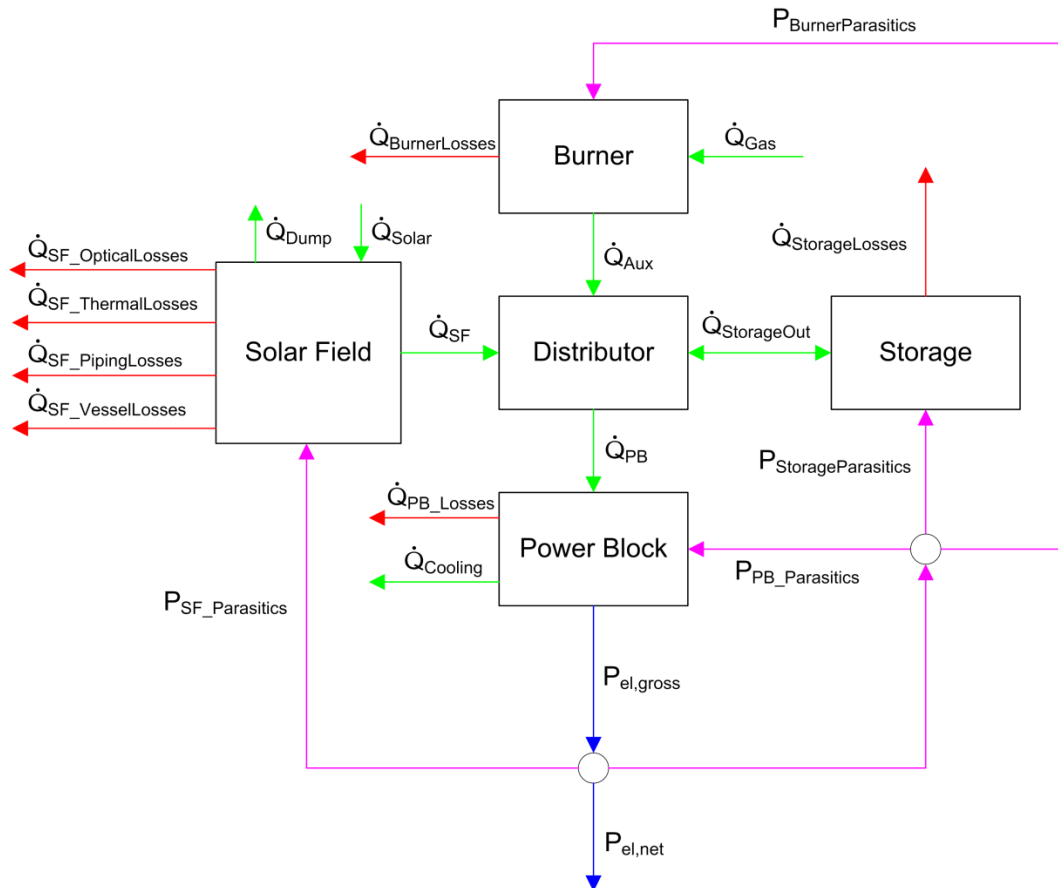 P_BurnerParasitics
Q̇_BurnerLosses
Burner
Q̇_Gas
Q̇_Dump
Q̇_Solar
Q̇_Aux
Q̇_StorageLosses
Q̇_SF_OpticalLosses
Q̇_SF_ThermalLosses
Q̇_SF_PipingLosses
Q̇_SF_VesselLosses
Solar Field
Q̇_SF
Distributor
Q̇_StorageOut
Storage
Q̇_PB
P_StorageParasitics
Q̇_PB_Losses
Power Block
Q̇_Cooling
P_PB_Parasitics
P_SF_Parasitics
P_el,gross
P_el,net